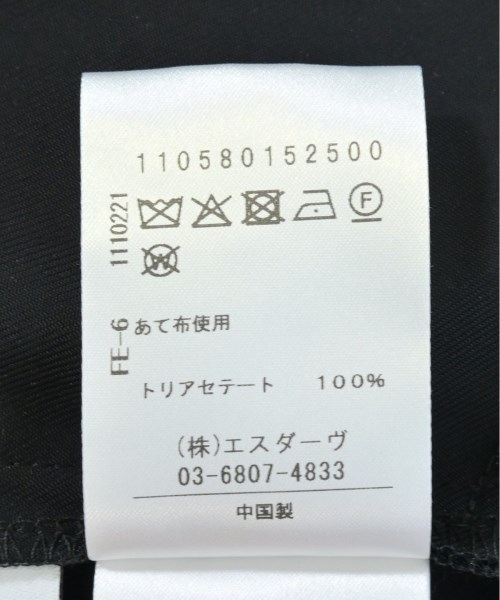 110580152500
F
W
1110221
FE-6
あて布使用
トリアセテート 100%
(株)エスダーヴ
03-6807-4833
中国製